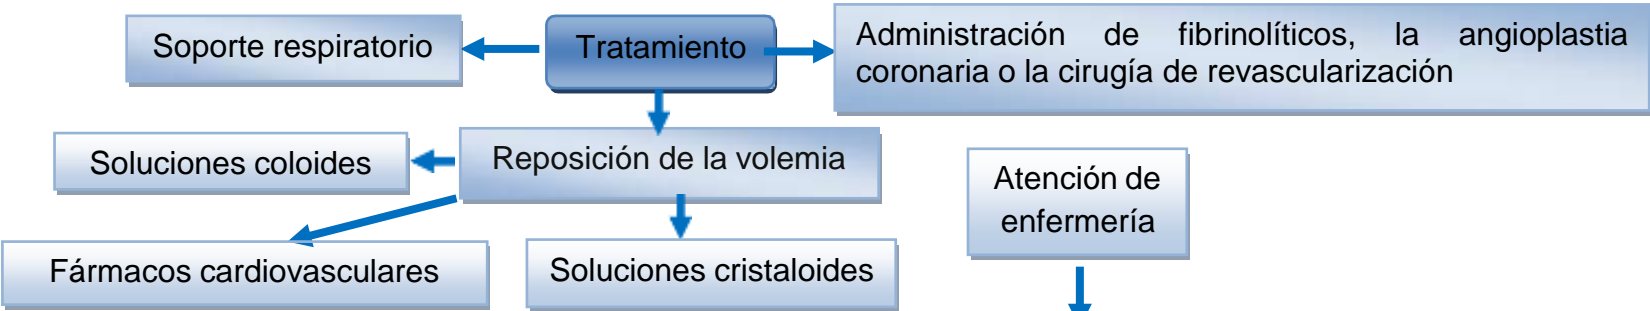 Soporte respiratorio
Tratamiento
Administración de fibrinolíticos, la angioplastia
coronaria o la cirugía de revascularización
Soluciones coloides
Reposición de la volemia
Atención de
enfermería
Fármacos cardiovasculares
Soluciones cristaloides